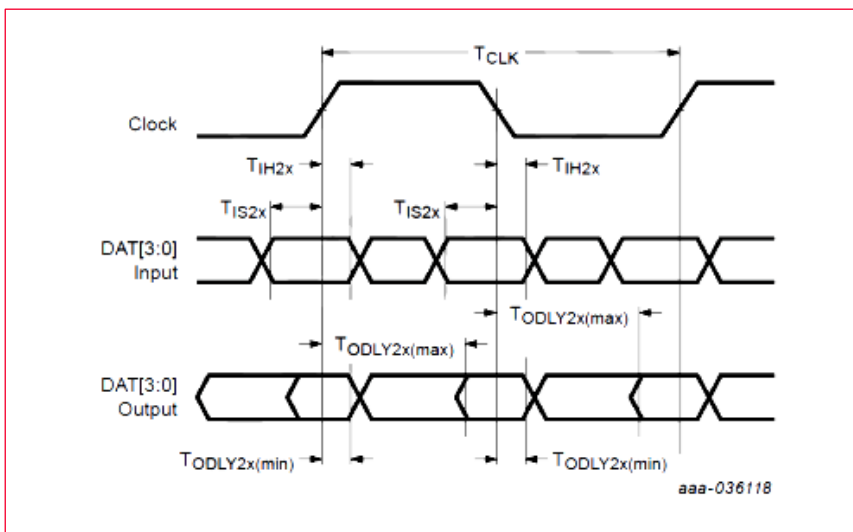 TCLK
Clock
TIH2x
TIH2x
TIS2x
TIS2x
DAT[3:0]
Input
TODLY2x(max)
TODLY2x(max)
DAT[3:0]
Output
TODLY2x(min)
TODLY2x(min)
aaa-036118